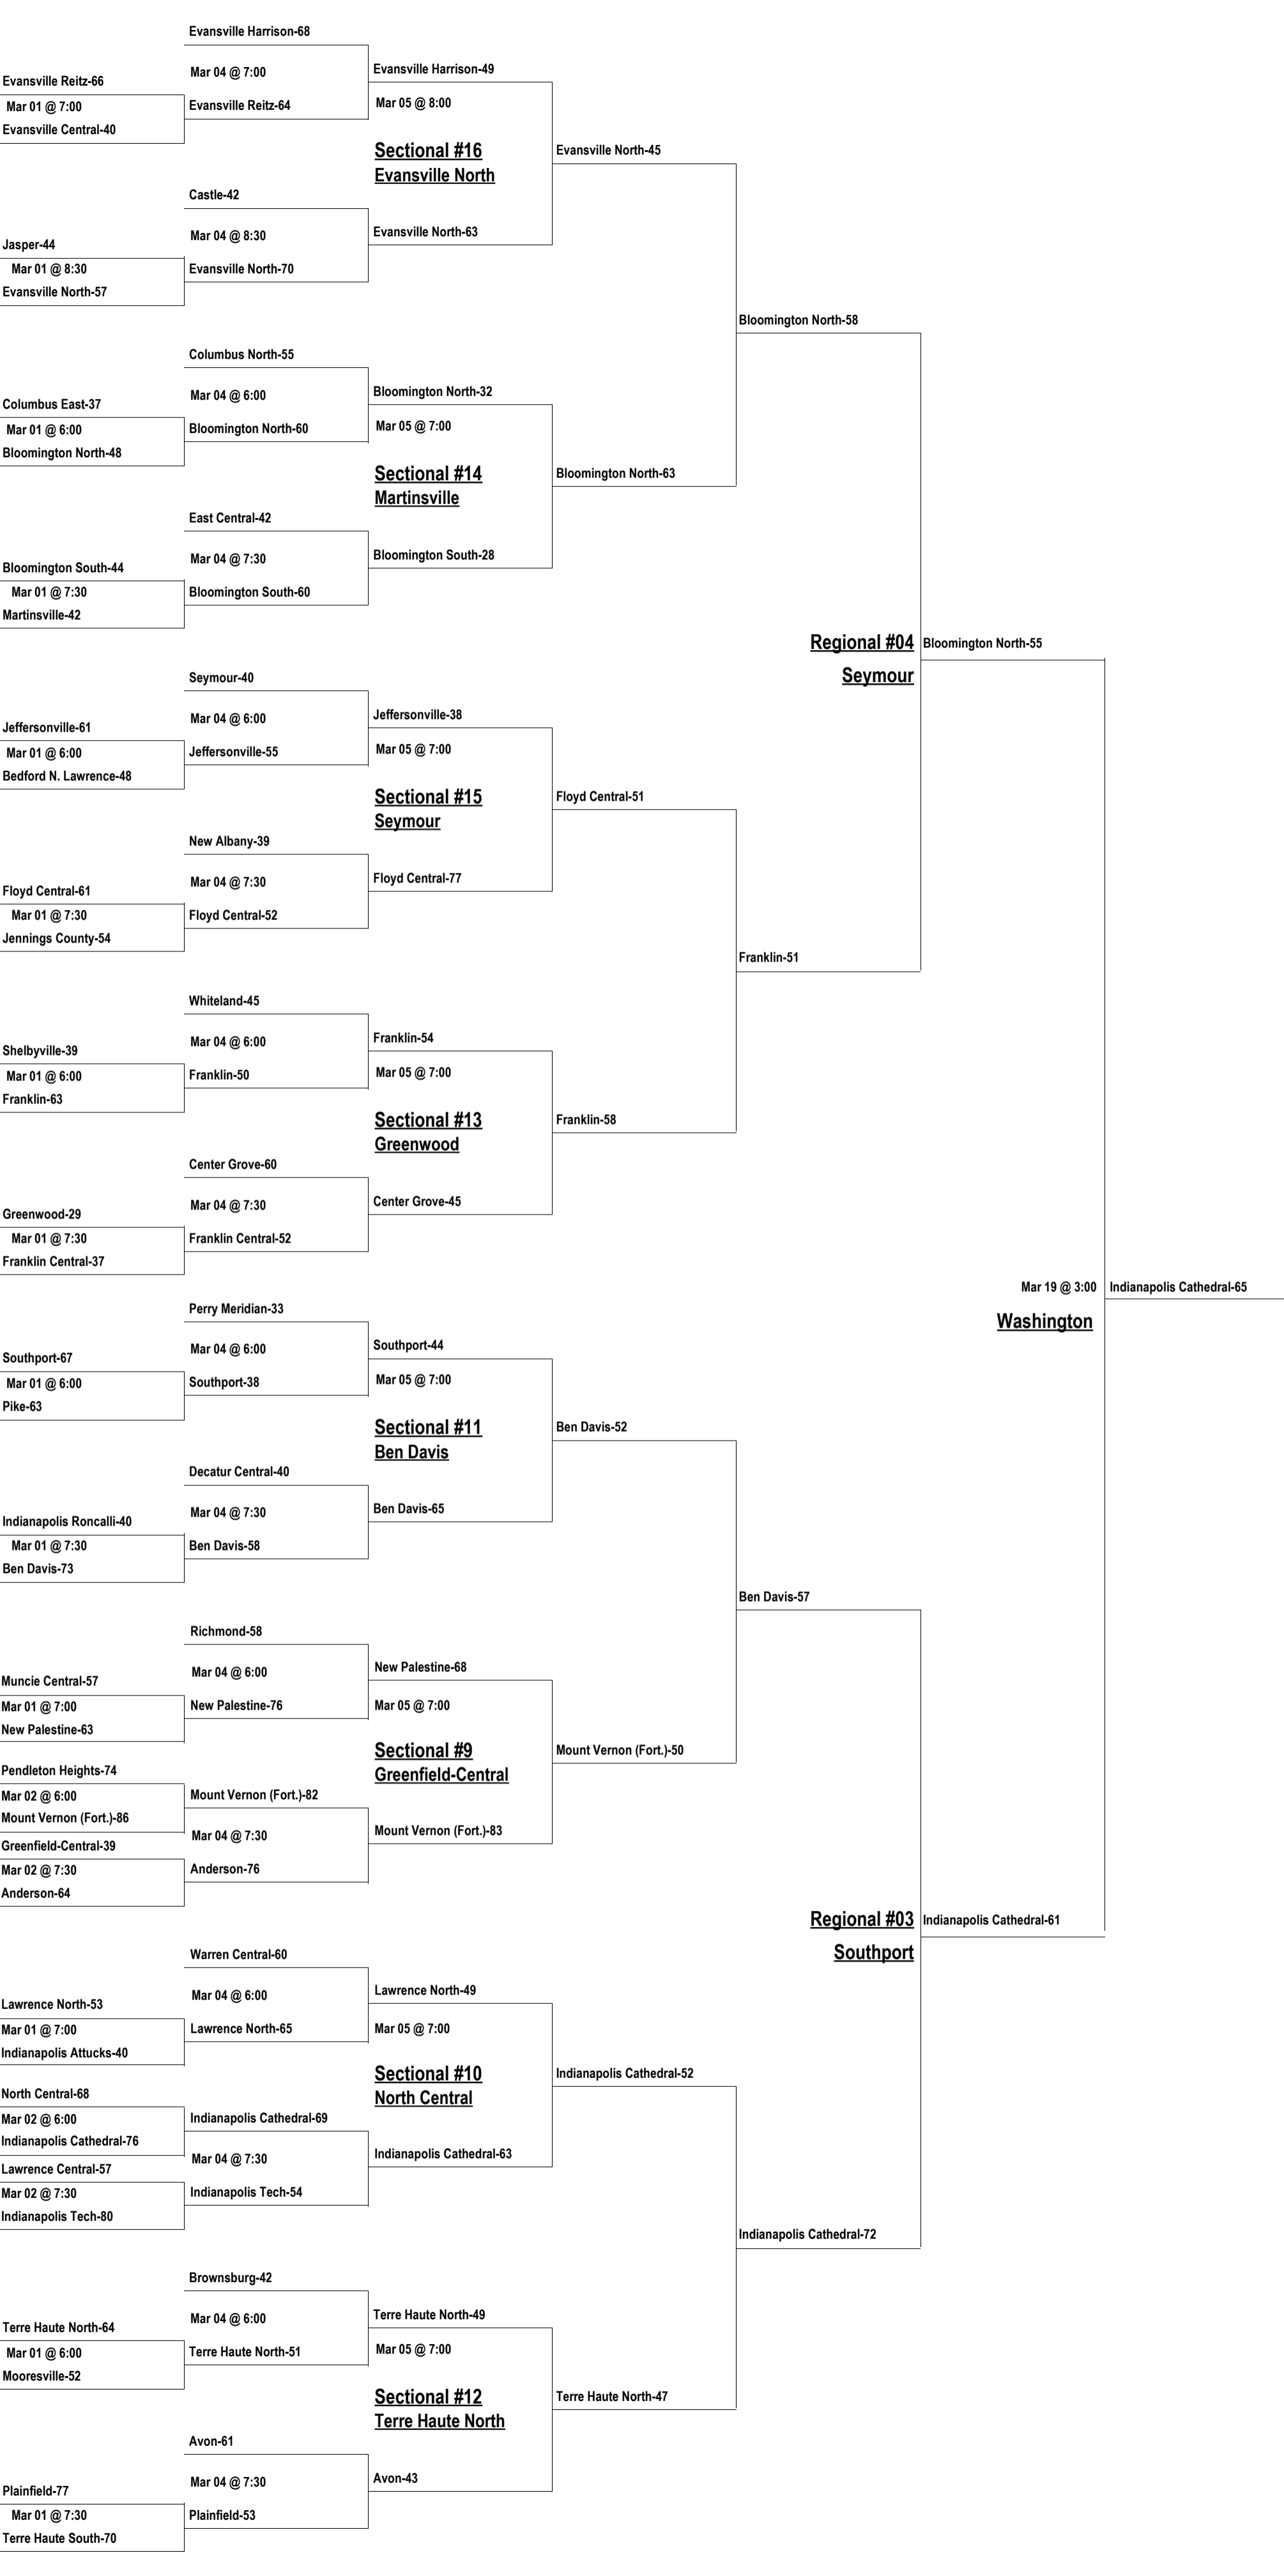 Evansville Harrison-68
Evansville Reitz-66
Mar 04 @ 7:00
Evansville Harrison-49
Mar 01 @ 7:00
Evansville Reitz-64
Mar 05 @ 8:00
Evansville Central-40
Sectional #16
Evansville North
Evansville North-45
Castle-42
Jasper-44
Mar 04 @ 8:30
Evansville North-63
Mar 01 @ 8:30
Evansville North-70
Evansville North-57
Bloomington North-58
Columbus North-55
Columbus East-37
Mar 04 @ 6:00
Bloomington North-32
Mar 01 @ 6:00
Bloomington North-60
Mar 05 @ 7:00
Bloomington North-48
Sectional #14
Martinsville
Bloomington North-63
East Central-42
Bloomington South-44
Mar 04 @ 7:30
Bloomington South-28
Mar 01 @ 7:30
Bloomington South-60
Martinsville-42
Regional #04
Seymour
Bloomington North-55
Seymour-40
Jeffersonville-61
Mar 04 @ 6:00
Jeffersonville-38
Mar 01 @ 6:00
Jeffersonville-55
Mar 05 @ 7:00
Bedford N. Lawrence-48
Sectional #15
Seymour
Floyd Central-51
New Albany-39
Floyd Central-61
Mar 04 @ 7:30
Floyd Central-77
Mar 01 @ 7:30
Floyd Central-52
Jennings County-54
Franklin-51
Whiteland-45
Shelbyville-39
Mar 04 @ 6:00
Franklin-54
Mar 01 @ 6:00
Franklin-50
Mar 05 @ 7:00
Franklin-63
Sectional #13
Greenwood
Franklin-58
Center Grove-60
Greenwood-29
Mar 04 @ 7:30
Center Grove-45
Mar 01 @ 7:30
Franklin Central-52
Franklin Central-37
Mar 19 @ 3:00
Washington
Indianapolis Cathedral-65
Perry Meridian-33
Southport-67
Mar 04 @ 6:00
Southport-44
Mar 01 @ 6:00
Southport-38
Mar 05 @ 7:00
Pike-63
Sectional #11
Ben Davis
Ben Davis-52
Decatur Central-40
Indianapolis Roncalli-40
Mar 04 @ 7:30
Ben Davis-65
Mar 01 @ 7:30
Ben Davis-58
Ben Davis-73
Ben Davis-57
Richmond-58
Muncie Central-57
Mar 04 @ 6:00
New Palestine-68
Mar 01 @ 7:00
New Palestine-76
Mar 05 @ 7:00
New Palestine-63
Sectional #9
Greenfield-Central
Mount Vernon (Fort.)-50
Pendleton Heights-74
Mar 02 @ 6:00
Mount Vernon (Fort.)-82
Mount Vernon (Fort.)-86
Greenfield-Central-39
Mar 04 @ 7:30
Mount Vernon (Fort.)-83
Mar 02 @ 7:30
Anderson-76
Anderson-64
Regional #03
Southport
Indianapolis Cathedral-61
Warren Central-60
Lawrence North-53
Mar 04 @ 6:00
Lawrence North-49
Mar 01 @ 7:00
Lawrence North-65
Mar 05 @ 7:00
Indianapolis Attucks-40
Sectional #10
North Central
Indianapolis Cathedral-52
North Central-68
Mar 02 @ 6:00
Indianapolis Cathedral-69
Indianapolis Cathedral-76
Lawrence Central-57
Mar 04 @ 7:30
Indianapolis Cathedral-63
Mar 02 @ 7:30
Indianapolis Tech-54
Indianapolis Tech-80
Indianapolis Cathedral-72
Brownsburg-42
Terre Haute North-64
Mar 04 @ 6:00
Terre Haute North-49
Mar 01 @ 6:00
Terre Haute North-51
Mar 05 @ 7:00
Mooresville-52
Sectional #12
Terre Haute North
Terre Haute North-47
Avon-61
Plainfield-77
Mar 04 @ 7:30
Avon-43
Mar 01 @ 7:30
Plainfield-53
Terre Haute South-70